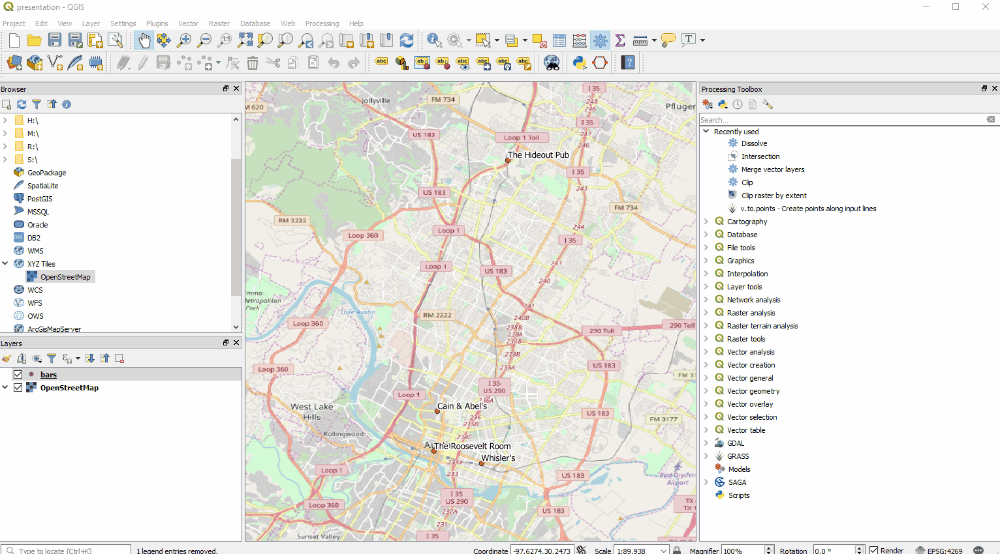 presentation - QGIS
Project Edit View Layer Settings Plugins Vector Raster Database Web Processing Help
Browser
H:\
M:\
R:\
S:\
GeoPackage
SpatiaLite
PostGIS
MSSQL
Oracle
DB2
WMS
XYZ Tiles
OpenStreetMap
WCS
WFS
OWS
ArcGisMapServer
Layers
bars
OpenStreetMap
Jollyville
FM 734
I 35
248
246
M 620
Pfluger
I 35
US 183
Loop 1 Toll
247
246
The Hideout Pub
I 35
243
US 183
FM 734
RM 2222
244
Loop 1
Loop 360
I 35
243
Loop 1
US 183
240
Emma
Metropolitan
Park
241
Lake Austin
RM 2222
240B
Loop 360
238B
238A
237B
290 Toll
290 Toll
238B
238A
US 183
Loop 360
FM 3
I 35
US 290
Loop 1
236A
West Lake
Hills
Cain & Abel's
236
235B
US 183
FM 3177
Rollingwood
234C
The Roosevelt Room
Whisler's
234A
233
Loop 1
US 183
Airport
I 35
US 290
TX
TX 1
Loop 360
232A
US 183
231
Sunset Valley
I 35
Processing Toolbox
Search...
Recently used
Dissolve
Intersection
Merge vector layers
Clip
Clip raster by extent
v.to.points - Create points along input lines
Cartography
Database
File tools
Graphics
Interpolation
Layer tools
Network analysis
Raster analysis
Raster terrain analysis
Raster tools
Vector analysis
Vector creation
Vector general
Vector geometry
Vector overlay
Vector selection
Vector table
GDAL
GRASS
Models
SAGA
Scripts
Type to locate (Ctrl+K)
1 legend entries removed.
Coordinate -97.6274,30.2473
Scale 1:89,938
Magnifier 100%
Rotation 0.0 °
Render
EPSG:4269